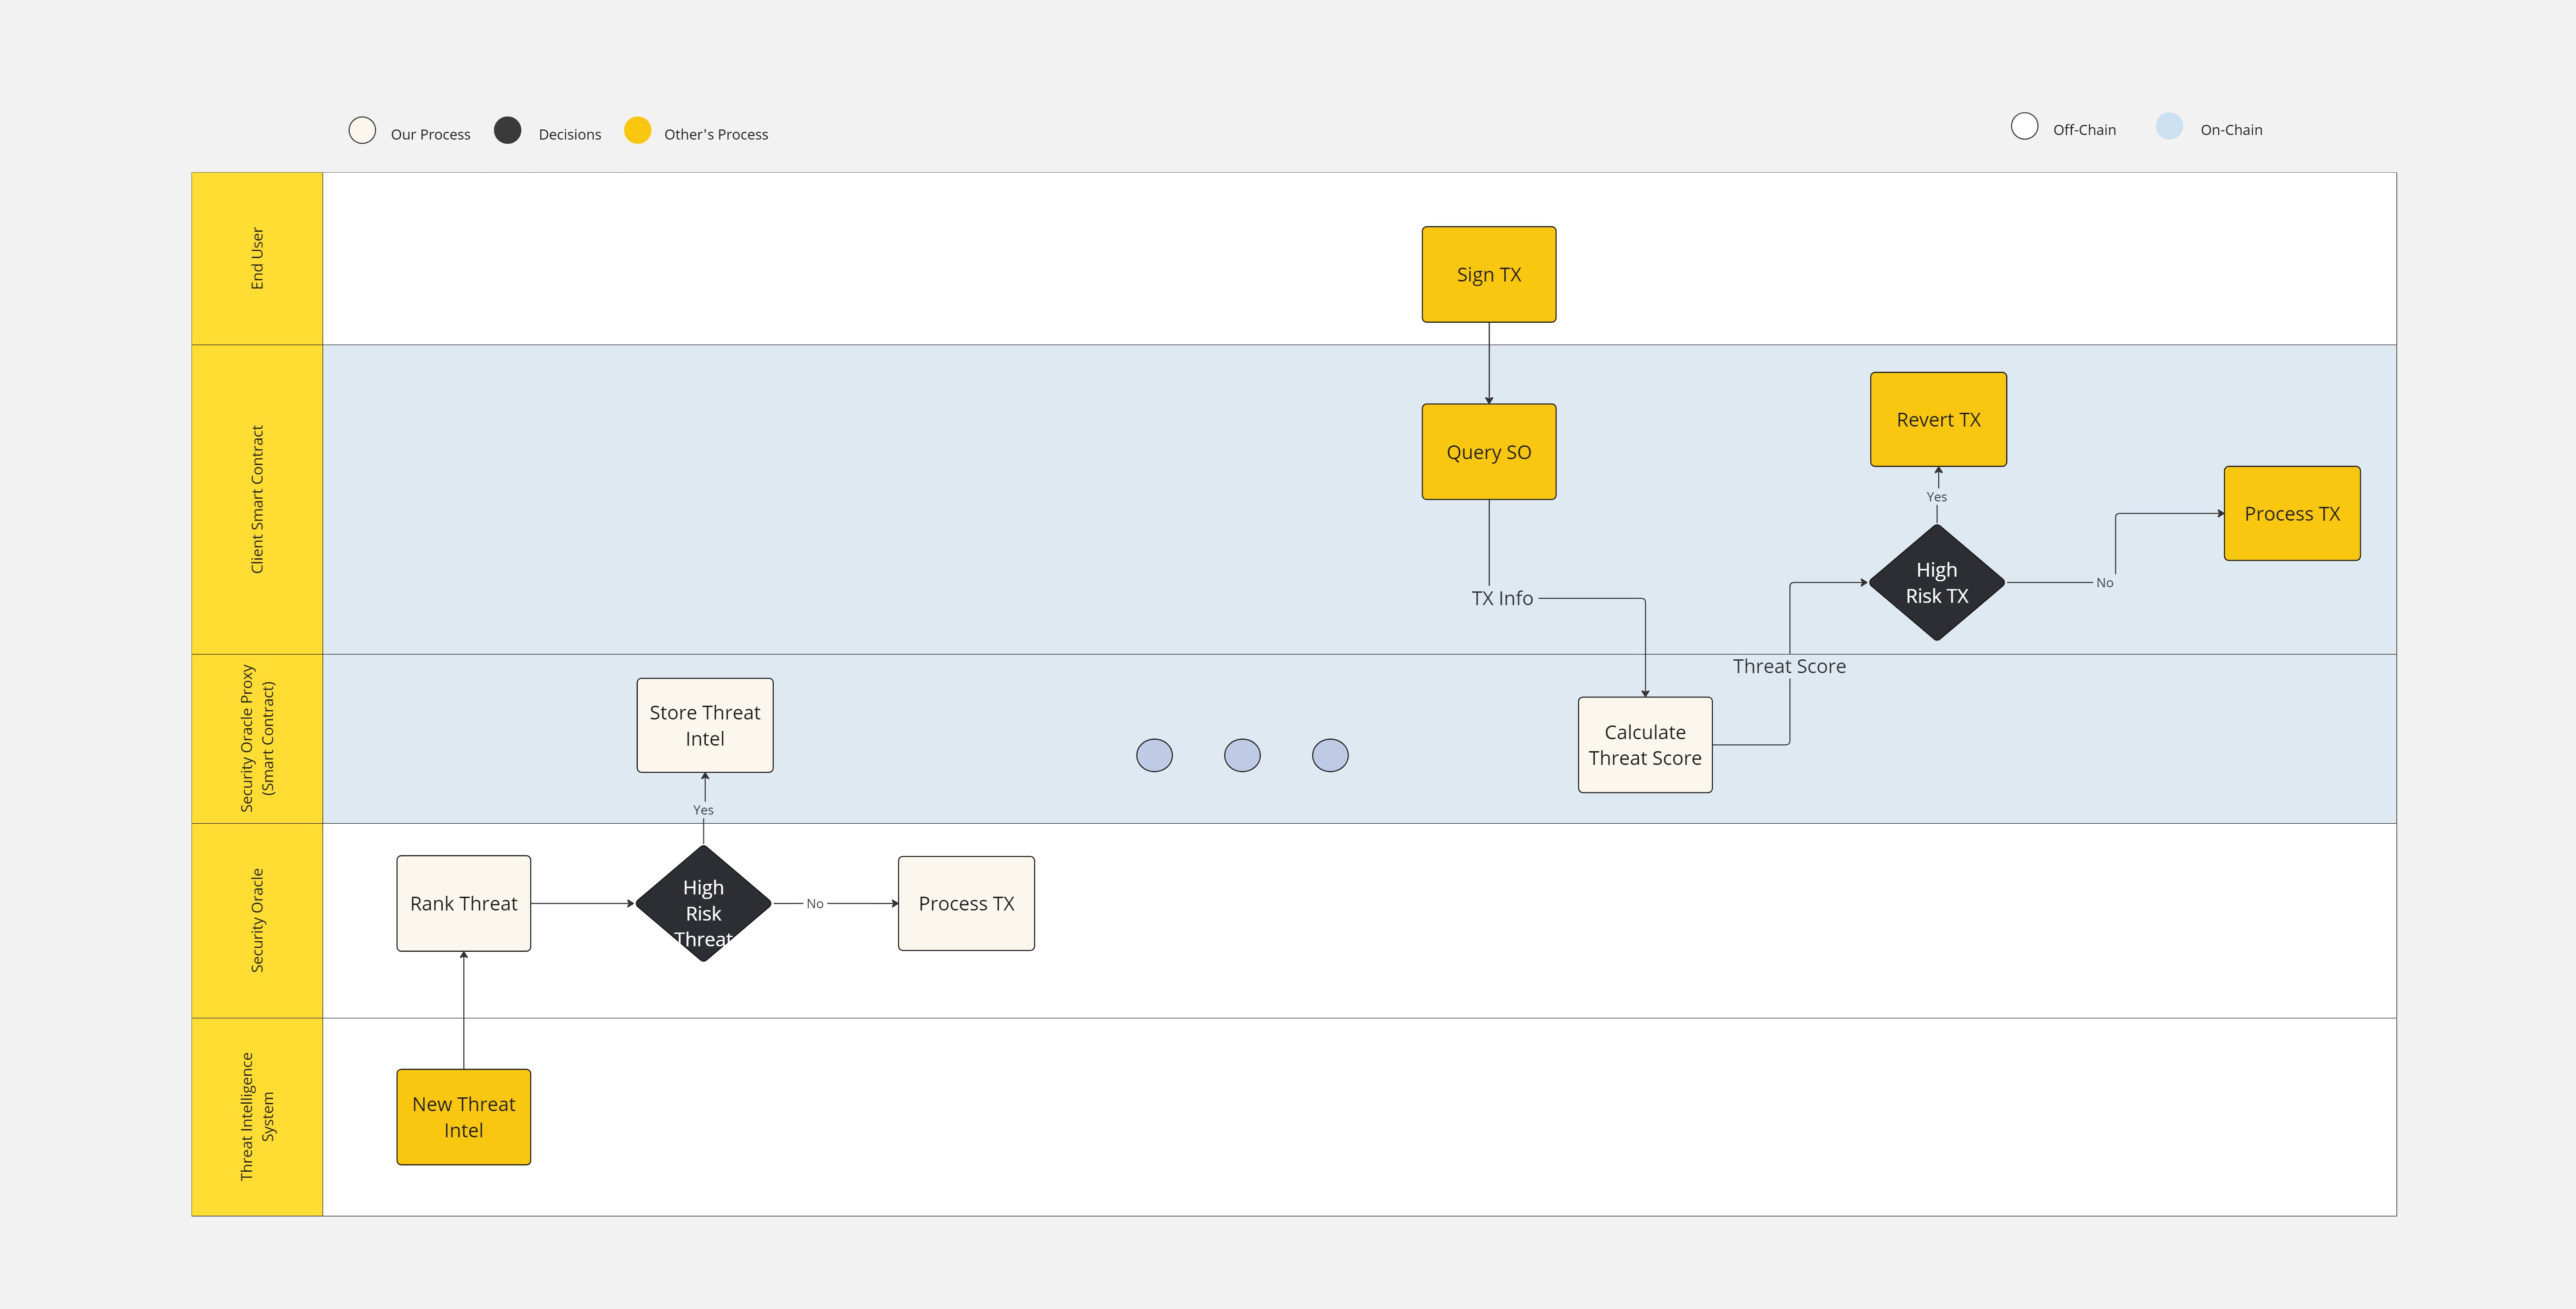 Our Process
Decisions
Other's Process
Off-Chain
On-Chain
End User
Sign TX
Client Smart Contract
Query SO
TX Info
Revert TX
Yes
High
Risk TX
No
Process TX
Security Oracle Proxy
(Smart Contract)
Store Threat
Intel
Yes
Threat Score
Calculate
Threat Score
Security Oracle
Rank Threat
High
Risk
Threat
No
Process TX
Threat Intelligence
System
New Threat
Intel